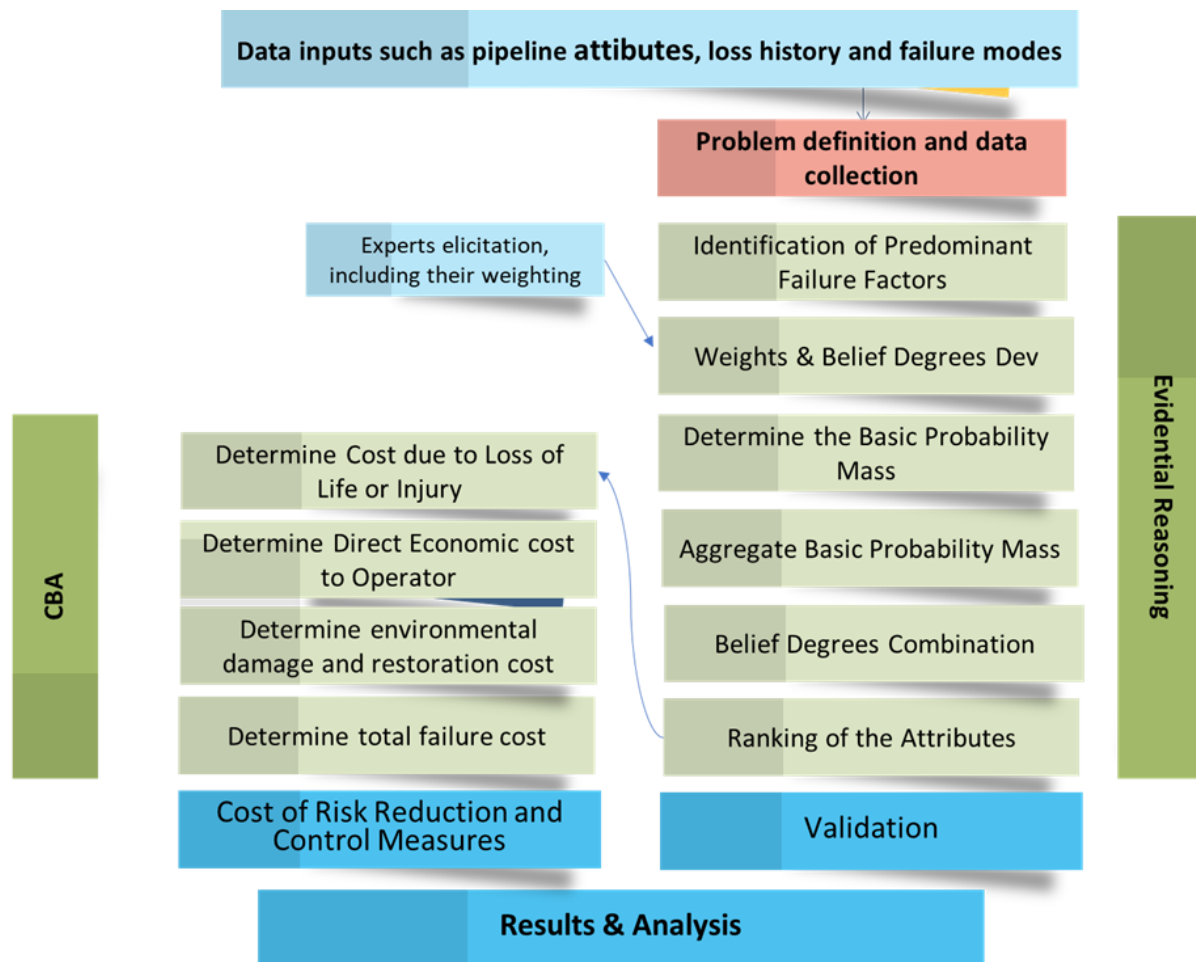 Data inputs such as pipeline attibutes, loss history and failure modes
Problem definition and data
collection
Experts elicitation,
including their weighting
Identification of Predominant
Failure Factors
Weights & Belief Degrees Dev
Determine the Basic Probability
Mass
Aggregate Basic Probability Mass
Belief Degrees Combination
Ranking of the Attributes
Validation
Evidential Reasoning
CBA
Determine Cost due to Loss of
Life or Injury
Determine Direct Economic cost
to Operator
Determine environmental
damage and restoration cost
Determine total failure cost
Cost of Risk Reduction and
Control Measures
Results & Analysis